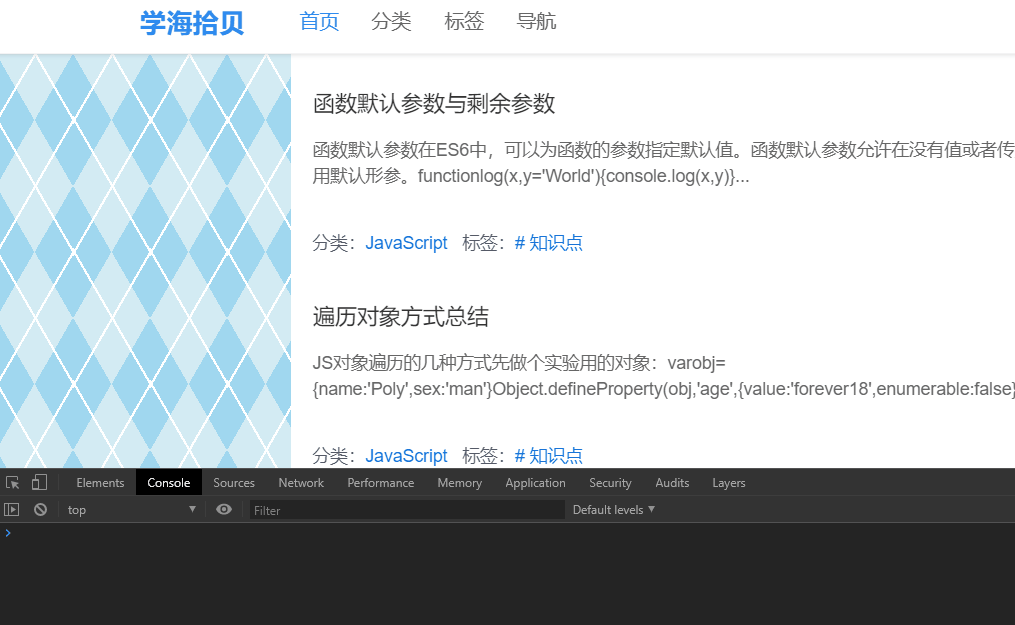 学海拾贝 首页 分类 标签 导航
函数默认参数与剩余参数
函数默认参数在ES6中，可以为函数的参数指定默认值。函数默认参数允许在没有值或者传
用默认形参。functionlog(x,y='World'){console.log(x,y)}...
分类：JavaScript 标签：# 知识点
遍历对象方式总结
JS对象遍历的几种方式先做个实验用的对象：varobj=
{name:'Poly',sex:'man'}Object.defineProperty(obj,'age',{value:'forever18',enumerable:false}
分类：JavaScript 标签：# 知识点
Elements Console Sources Network Performance Memory Application Security Audits Layers
top Filter Default levels